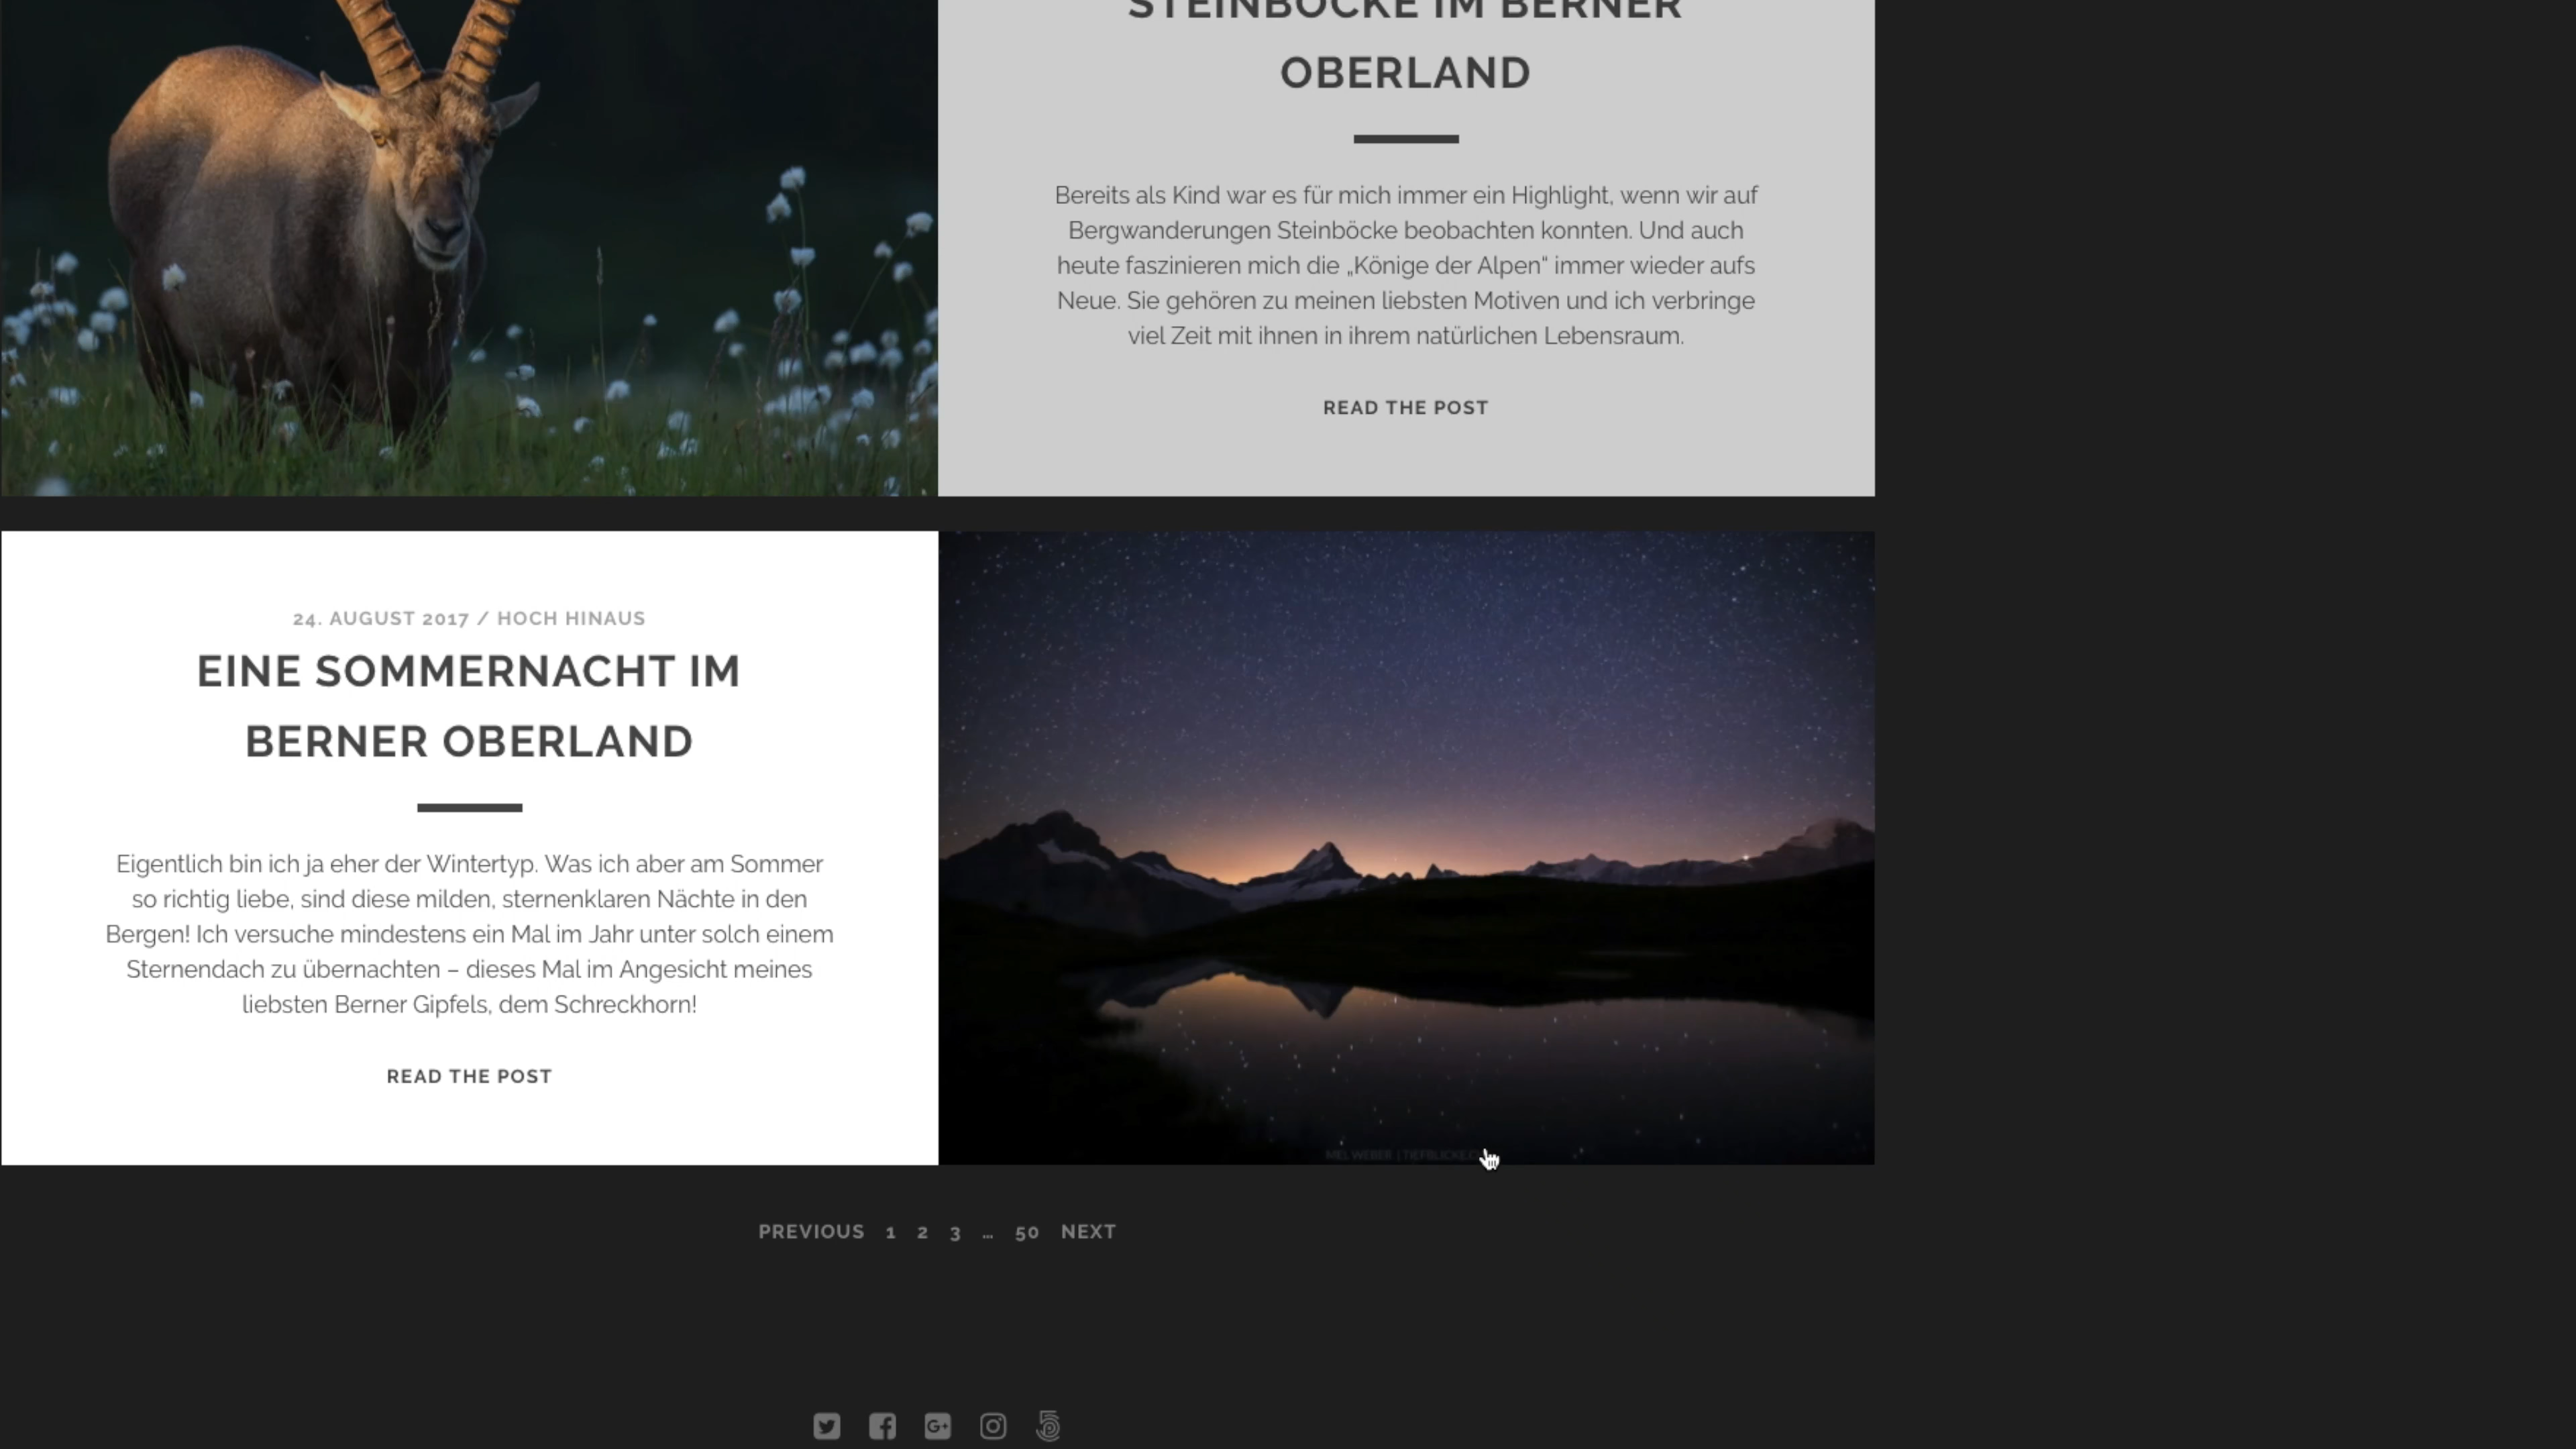 STEINBÖCKE IM BERNER
OBERLAND
Bereits als Kind war es für mich immer ein Highlight, wenn wir auf
Bergwanderungen Steinböcke beobachten konnten. Und auch
heute faszinieren mich die „Könige der Alpen“ immer wieder aufs
Neue. Sie gehören zu meinen liebsten Motiven und ich verbringe
viel Zeit mit ihnen in ihrem natürlichen Lebensraum.
READ THE POST
24. AUGUST 2017 / HOCH HINAUS
EINE SOMMERNACHT IM
BERNER OBERLAND
Eigentlich bin ich ja eher der Wintertyp. Was ich aber am Sommer
so richtig liebe, sind diese milden, sternenklaren Nächte in den
Bergen! Ich versuche mindestens ein Mal im Jahr unter solch einem
Sternendach zu übernachten – dieses Mal im Angesicht meines
liebsten Berner Gipfels, dem Schreckhorn!
READ THE POST
MEL WEBER |
PREVIOUS 1 2 3 … 50 NEXT